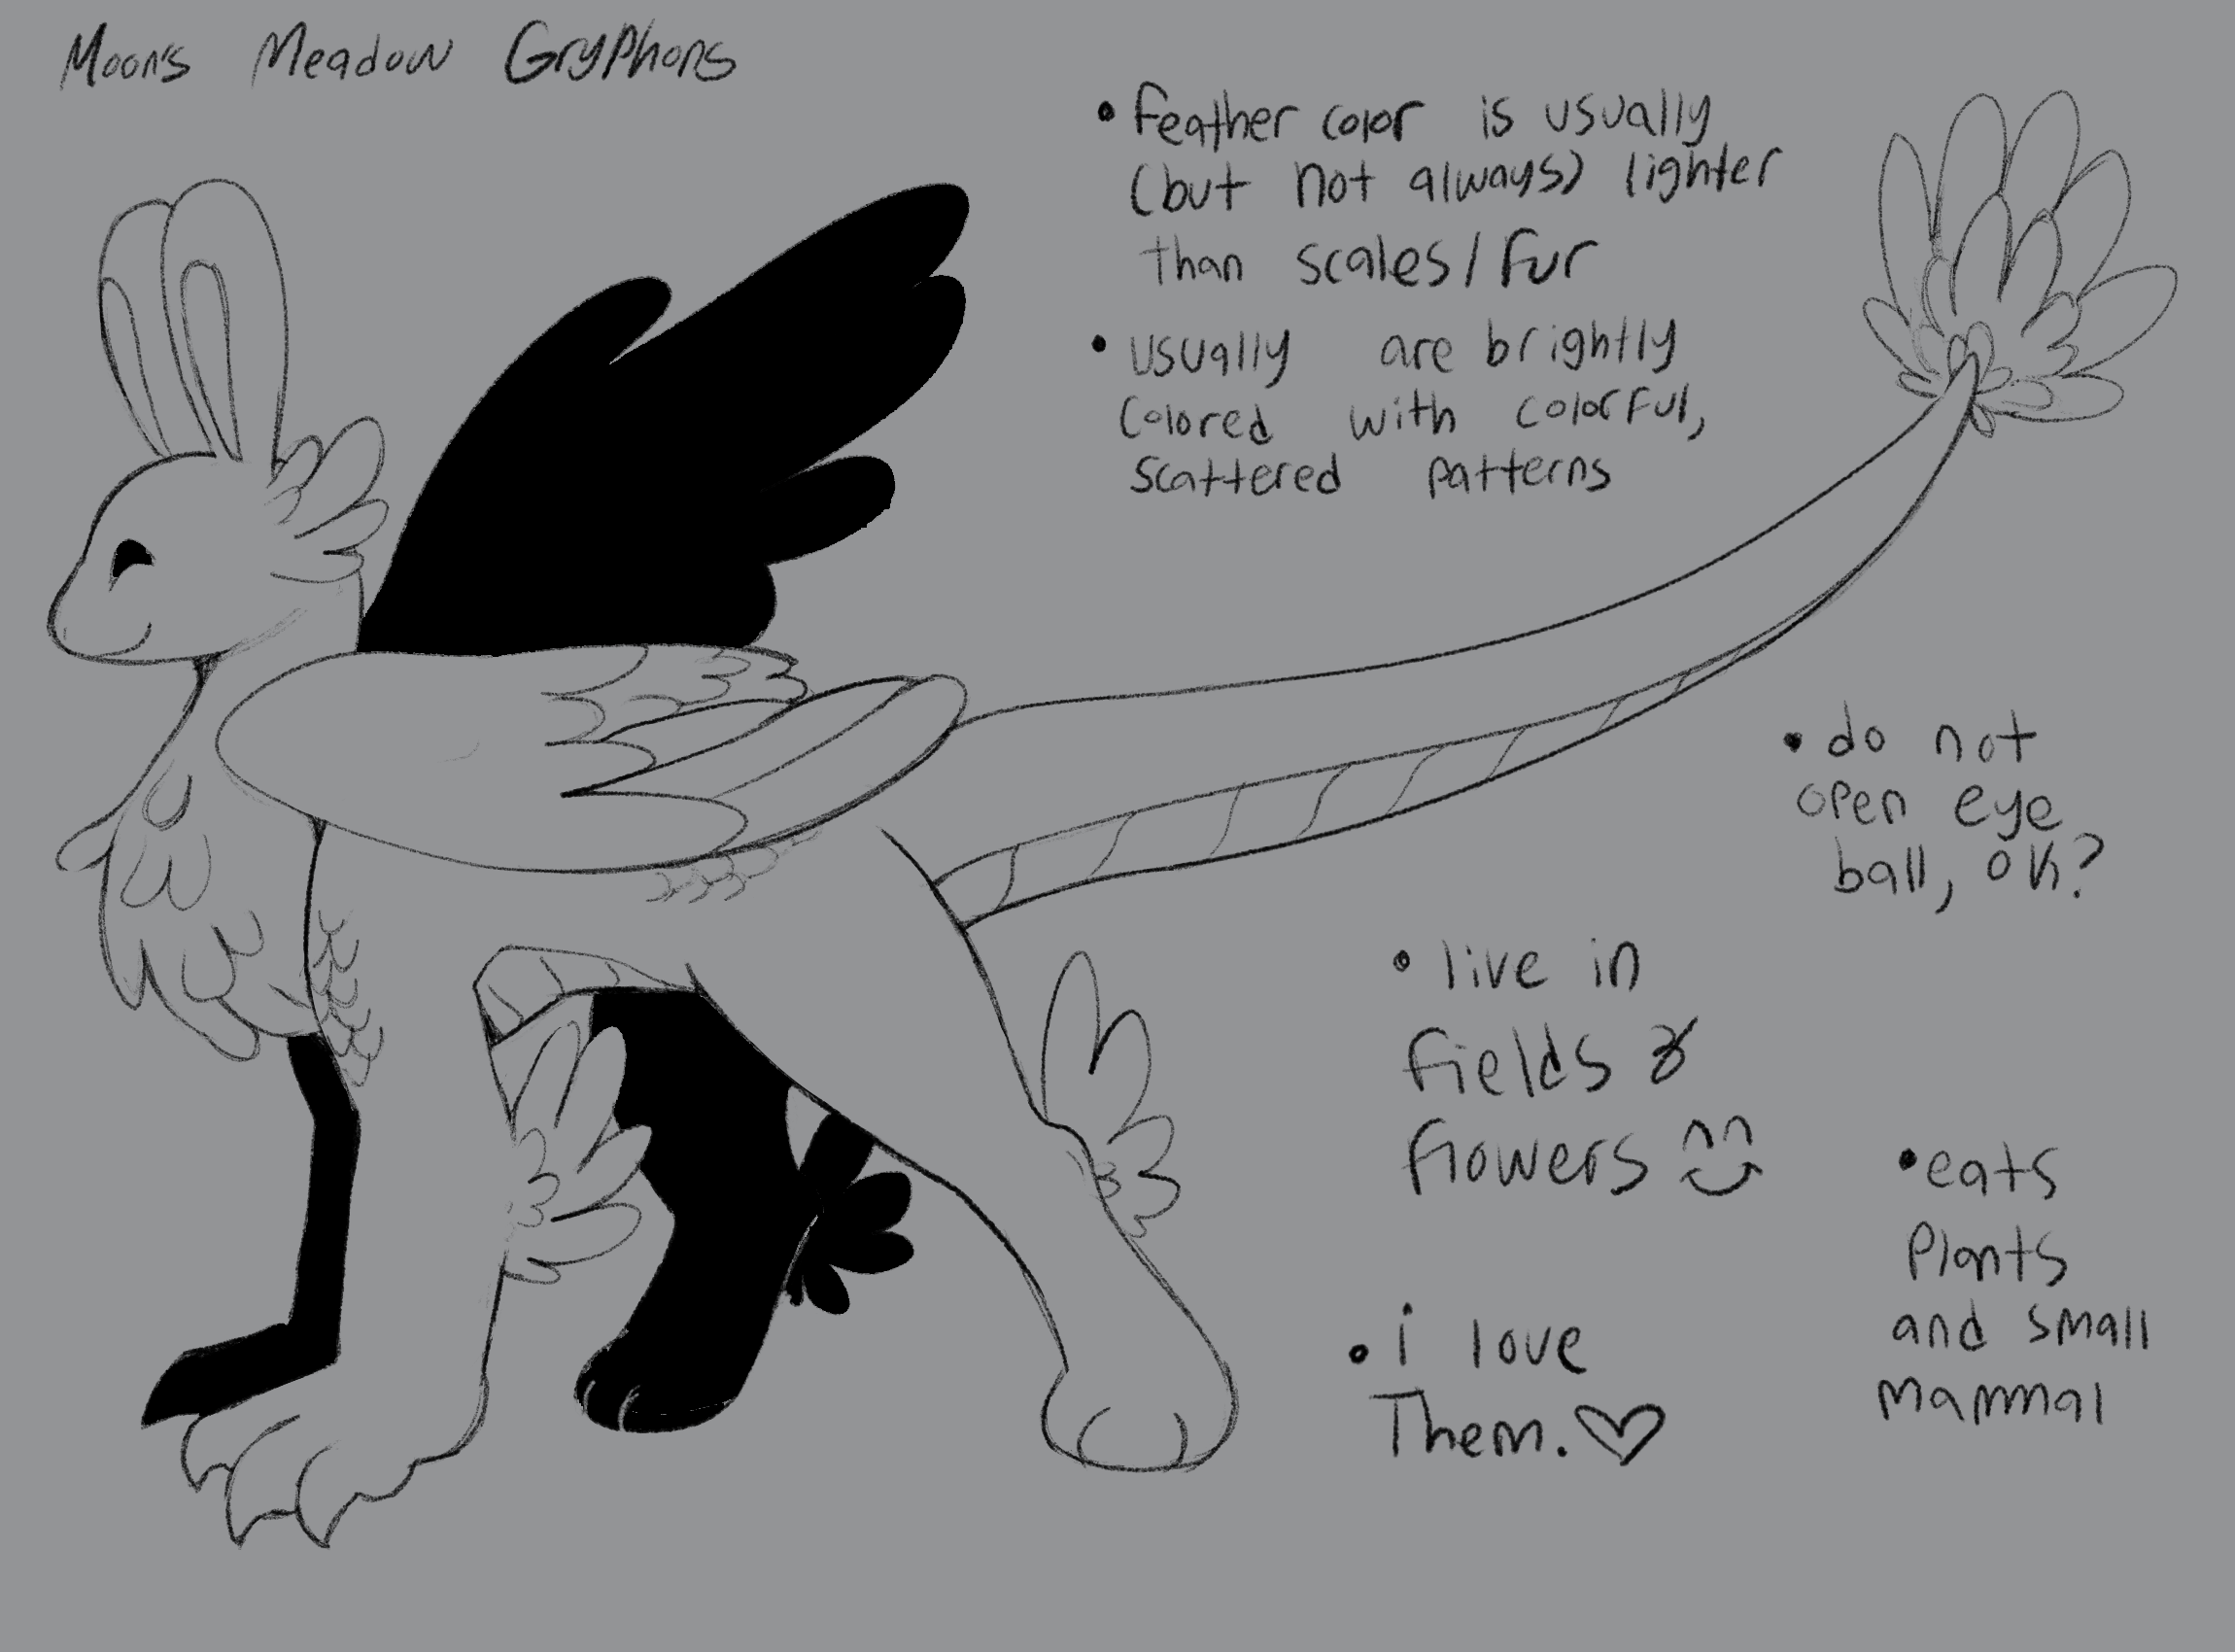 Moon's Meadow Gryphons
• Feather color is usually
(but not always) lighter
than scales/fur
• usually are brightly
colored with colorful,
scattered patterns
• do not
open eye
ball, ok?
• live in
fields &
flowers
• eats
plants
and small
mammal
• i love
Them. ♡